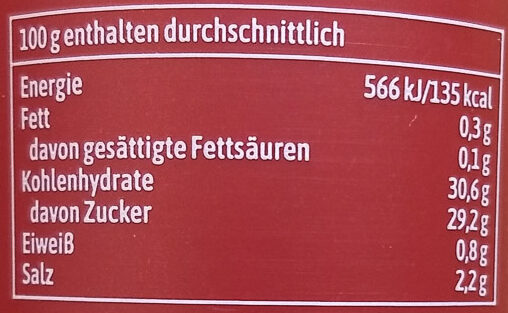 100 g enthalten durchschnittlich
Energie 566 kJ/135 kcal
Fett 0,3 g
davon gesättigte Fettsäuren 0,1 g
Kohlenhydrate 30,6 g
davon Zucker 29,2 g
Eiweiß 0,8 g
Salz 2,2 g